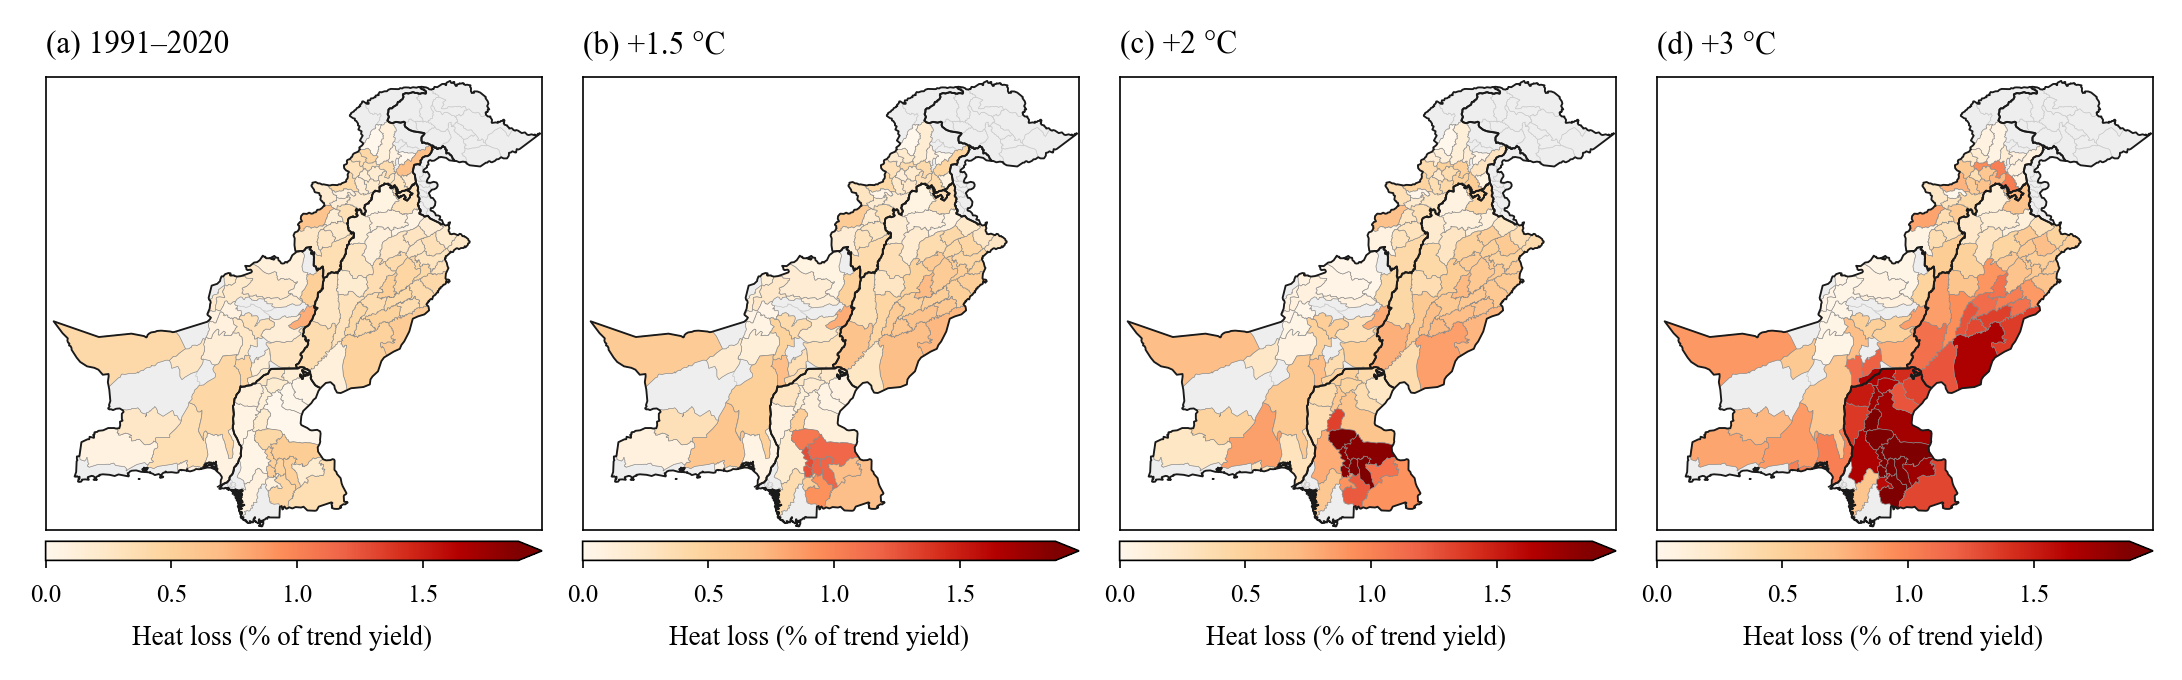 (a) 1991–2020
(b) +1.5 °C
(c) +2 °C
(d) +3 °C
0.0 0.5 1.0 1.5
0.0 0.5 1.0 1.5
0.0 0.5 1.0 1.5
0.0 0.5 1.0 1.5
Heat loss (% of trend yield)
Heat loss (% of trend yield)
Heat loss (% of trend yield)
Heat loss (% of trend yield)